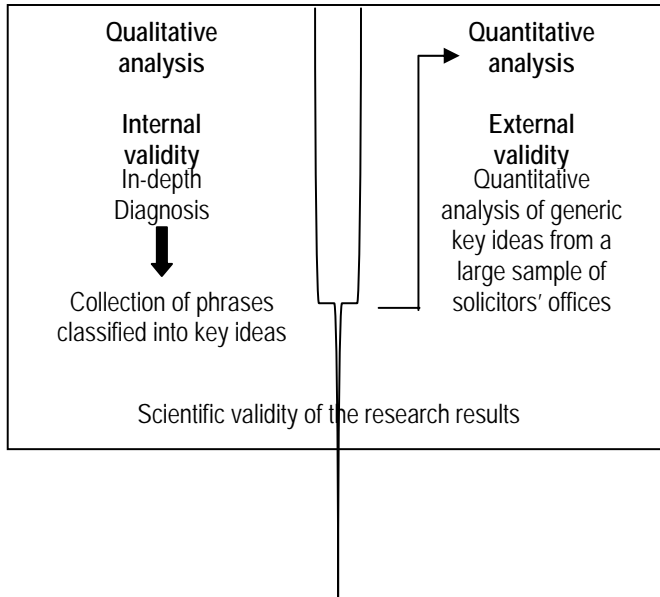 Qualitative
analysis
Internal
validity
In-depth
Diagnosis
Collection of phrases
classified into key ideas
Quantitative
analysis
External
validity
Quantitative
analysis of generic
key ideas from a
large sample of
solicitors' offices
Scientific validity of the research results